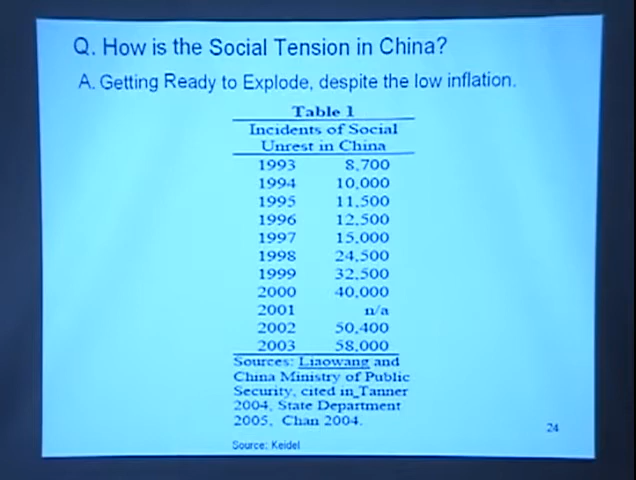 Q. How is the Social Tension in China?
A. Getting Ready to Explode, despite the low inflation.
Table 1
Incidents of Social
Unrest in China
1993 8,700
1994 10,000
1995 11,500
1996 12,500
1997 15,000
1998 24,500
1999 32,500
2000 40,000
2001 n/a
2002 50,400
2003 58,000
Sources: Liaowang and
China Ministry of Public
Security, cited in Tanner
2004, State Department
2005, Chan 2004.
Source: Keidel
24